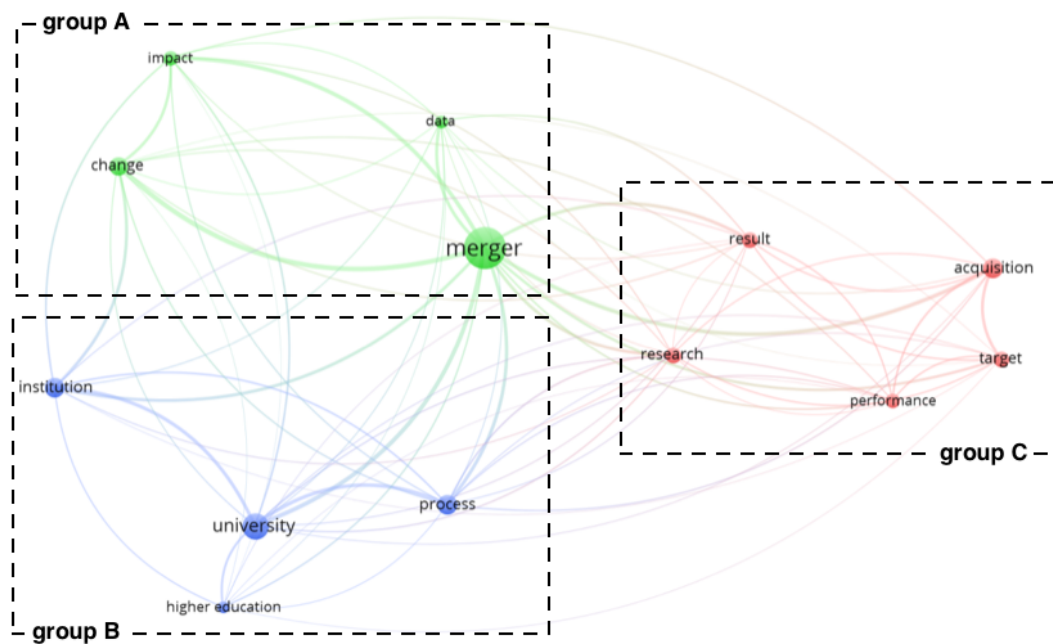 group A
impact
data
change
merger
group C
result
acquisition
research
target
performance
group B
institution
process
university
higher education